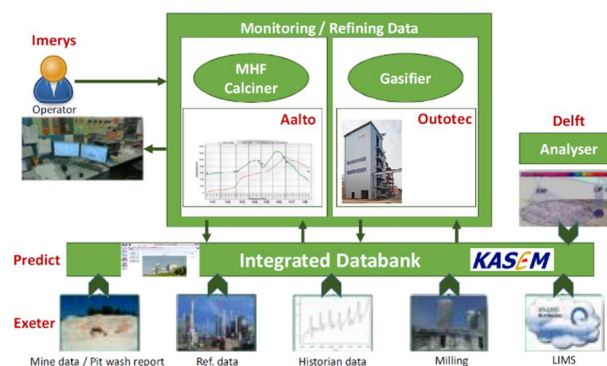 Monitoring / Refining Data
Imerys
Operator
MHF
Calciner
Gasifier
Aalto
Outotec
Delft
Analyser
Predict
Integrated Databank
KASEM
Exeter
Mine data / Pit wash report
Ref. data
Historian data
Milling
LIMS